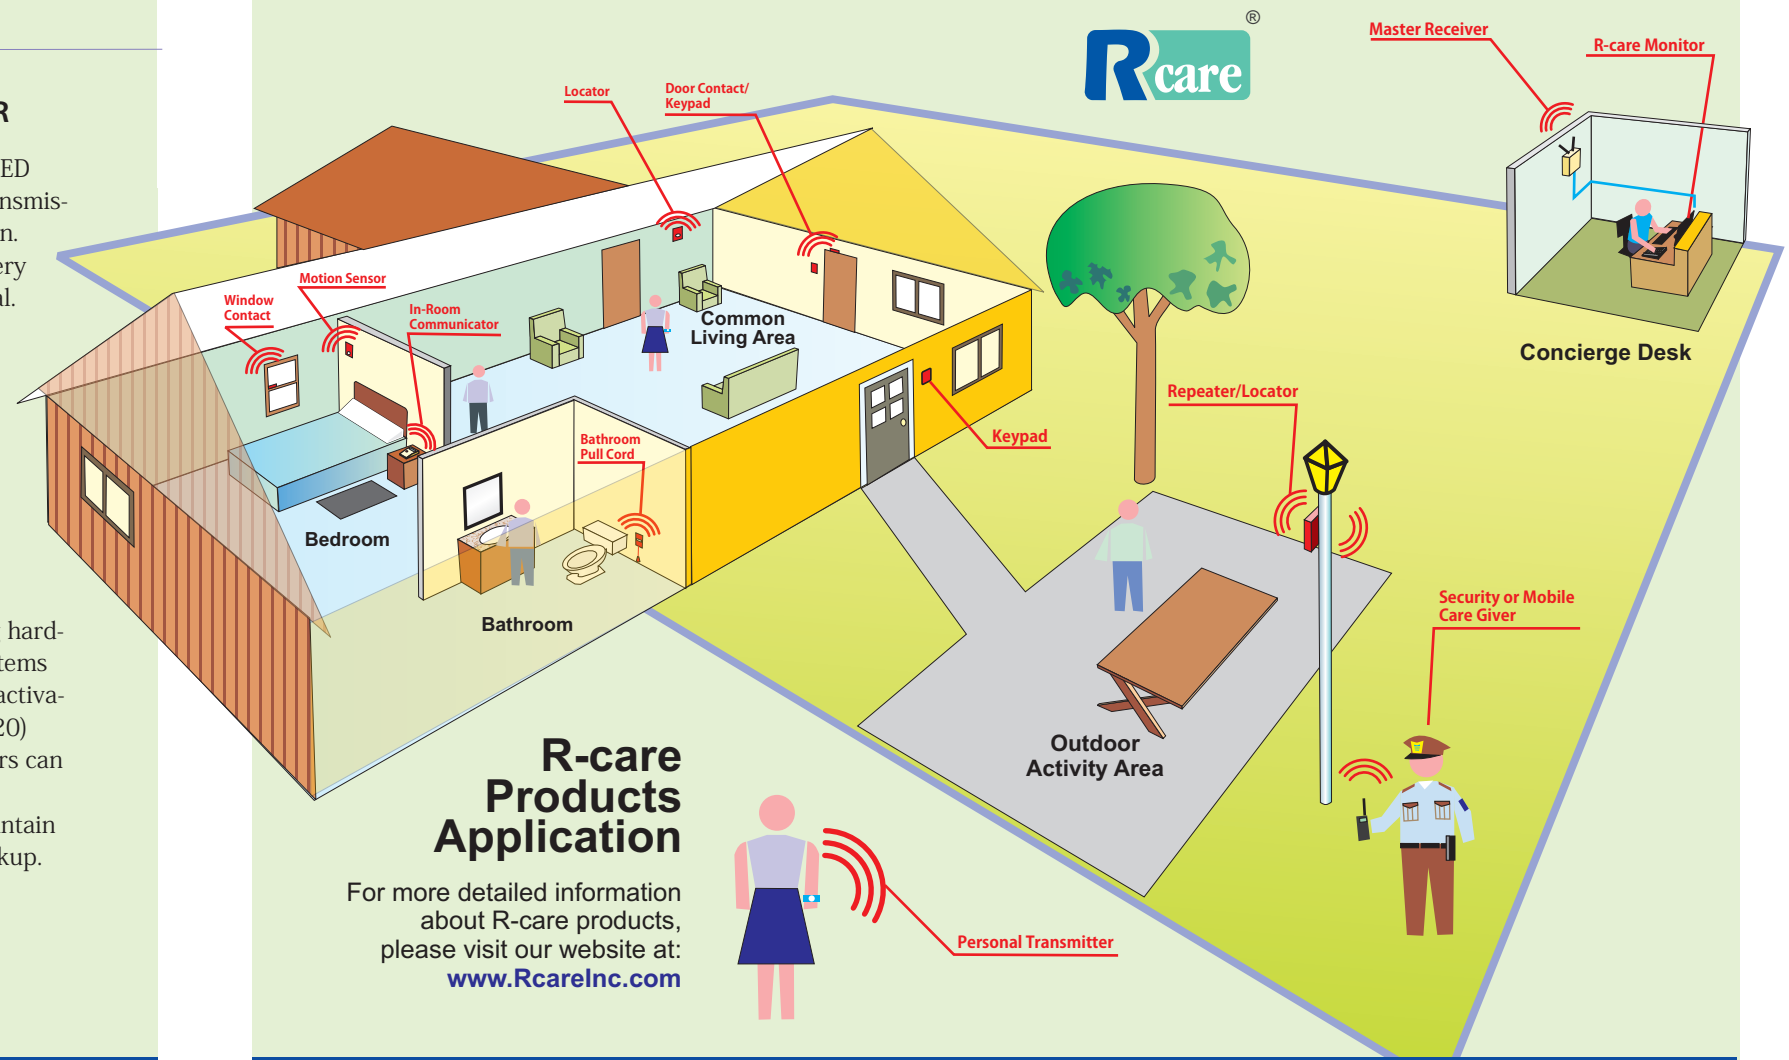 R
ED
ansmis-
n.
ery
al.
hard-
tems
activa-
20)
rs can
ntain
kup.
Rcare ®
Master Receiver
R-care Monitor
Locator
Door Contact/
Keypad
Motion Sensor
Window
Contact
In-Room
Communicator
Common
Living Area
Concierge Desk
Repeater/Locator
Keypad
Bathroom
Pull Cord
Bedroom
Bathroom
Security or Mobile
Care Giver
Outdoor
Activity Area
R-care
Products
Application
For more detailed information
about R-care products,
please visit our website at:
www.RcareInc.com
Personal Transmitter